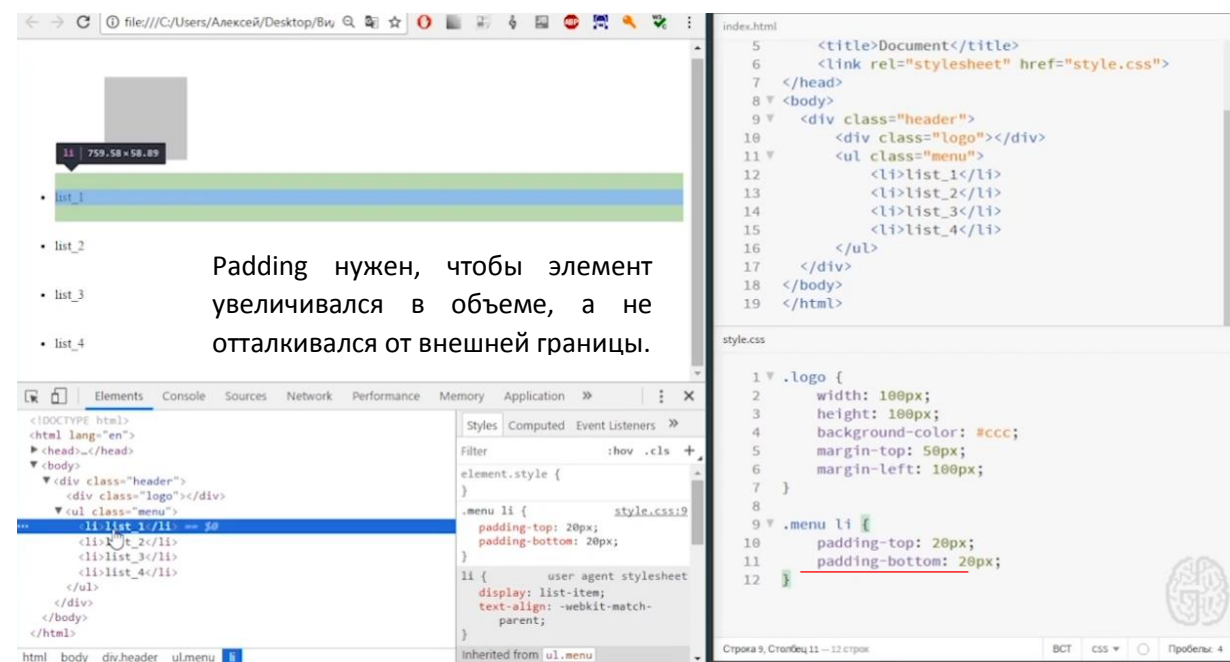 file:///C:/Users/Алексей/Desktop/Ви
li 759.58×58.89
• list_1
• list_2
• list_3
• list_4
Padding нужен, чтобы элемент
увеличивался в объеме, а не
отталкивался от внешней границы.
Elements Console Sources Network Performance Memory Application »
<!DOCTYPE html>
<html lang="en">
▶ <head>…</head>
▼ <body>
▼ <div class="header">
<div class="logo"></div>
▼ <ul class="menu">
<li>list_1</li> == $0
<li>list_2</li>
<li>list_3</li>
<li>list_4</li>
</ul>
</div>
</body>
</html>
html body div.header ul.menu li
Styles Computed Event Listeners »
Filter :hov .cls +
element.style {
}
.menu li { style.css:9
padding-top: 20px;
padding-bottom: 20px;
}
li { user agent stylesheet
display: list-item;
text-align: -webkit-match-
parent;
}
Inherited from ul.menu
index.html
5 <title>Document</title>
6 <link rel="stylesheet" href="style.css">
7 </head>
8 <body>
9 <div class="header">
10 <div class="logo"></div>
11 <ul class="menu">
12 <li>list_1</li>
13 <li>list_2</li>
14 <li>list_3</li>
15 <li>list_4</li>
16 </ul>
17 </div>
18 </body>
19 </html>
style.css
1 .logo {
2 width: 100px;
3 height: 100px;
4 background-color: #ccc;
5 margin-top: 50px;
6 margin-left: 100px;
7 }
8
9 .menu li {
10 padding-top: 20px;
11 padding-bottom: 20px;
12 }
Строка 9, Столбец 11 — 12 строк ВСТ CSS Пробелы: 4